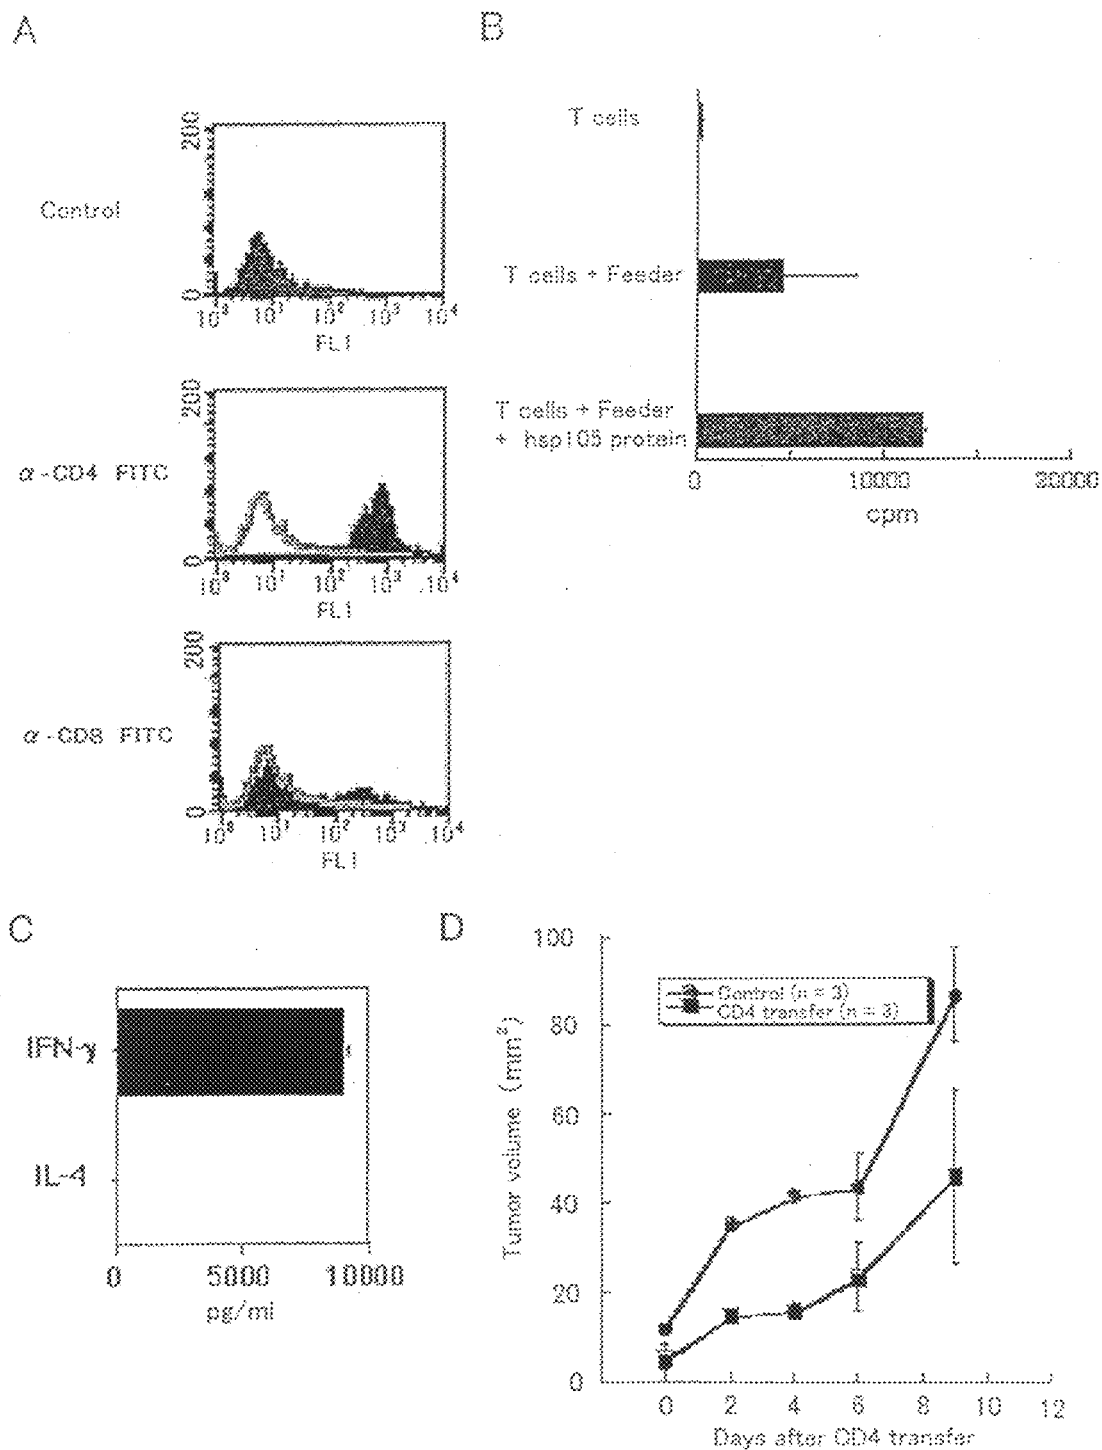 A
200
Control
0
10⁰ 10¹ 10² 10³ 10⁴
FL1
200
α-CD4 FITC
0
10⁰ 10¹ 10² 10³ 10⁴
FL1
200
α-CD8 FITC
0
10⁰ 10¹ 10² 10³ 10⁴
FL1
B
T cells
T cells + Feeder
T cells + Feeder
+ hsp105 protein
0 10000
cpm
C
IFN-γ
IL-4
0 5000 10000
pg/ml
D
100
80
60
40
20
0
Tumor volume (mm³)
Control (n = 3)
CD4 transfer (n = 3)
0 2 4 6 8 10 12
Days after CD4 transfer